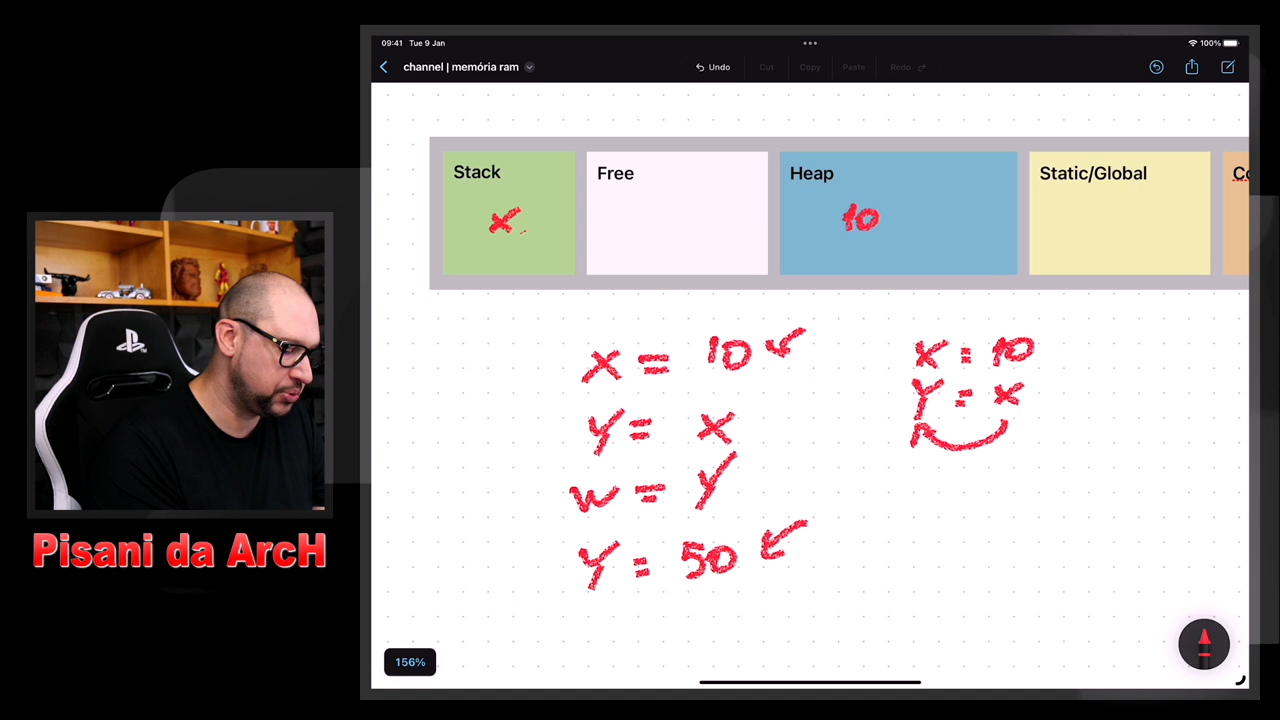 09:41 Tue 9 Jan
100%
channel | memória ram
Undo
Cut
Copy
Paste
Redo
Stack
Free
Heap
Static/Global
Co
x
10
x = 10
y = x
w = y
y = 50
x = 10
y = x
Pisani da ArcH
156%